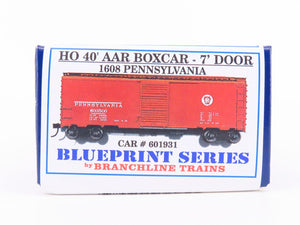 HO 40' AAR BOXCAR - 7' DOOR
1608 PENNSYLVANIA
PENNSYLVANIA
CAR # 601931
BLUEPRINT SERIES
by BRANCHLINE TRAINS